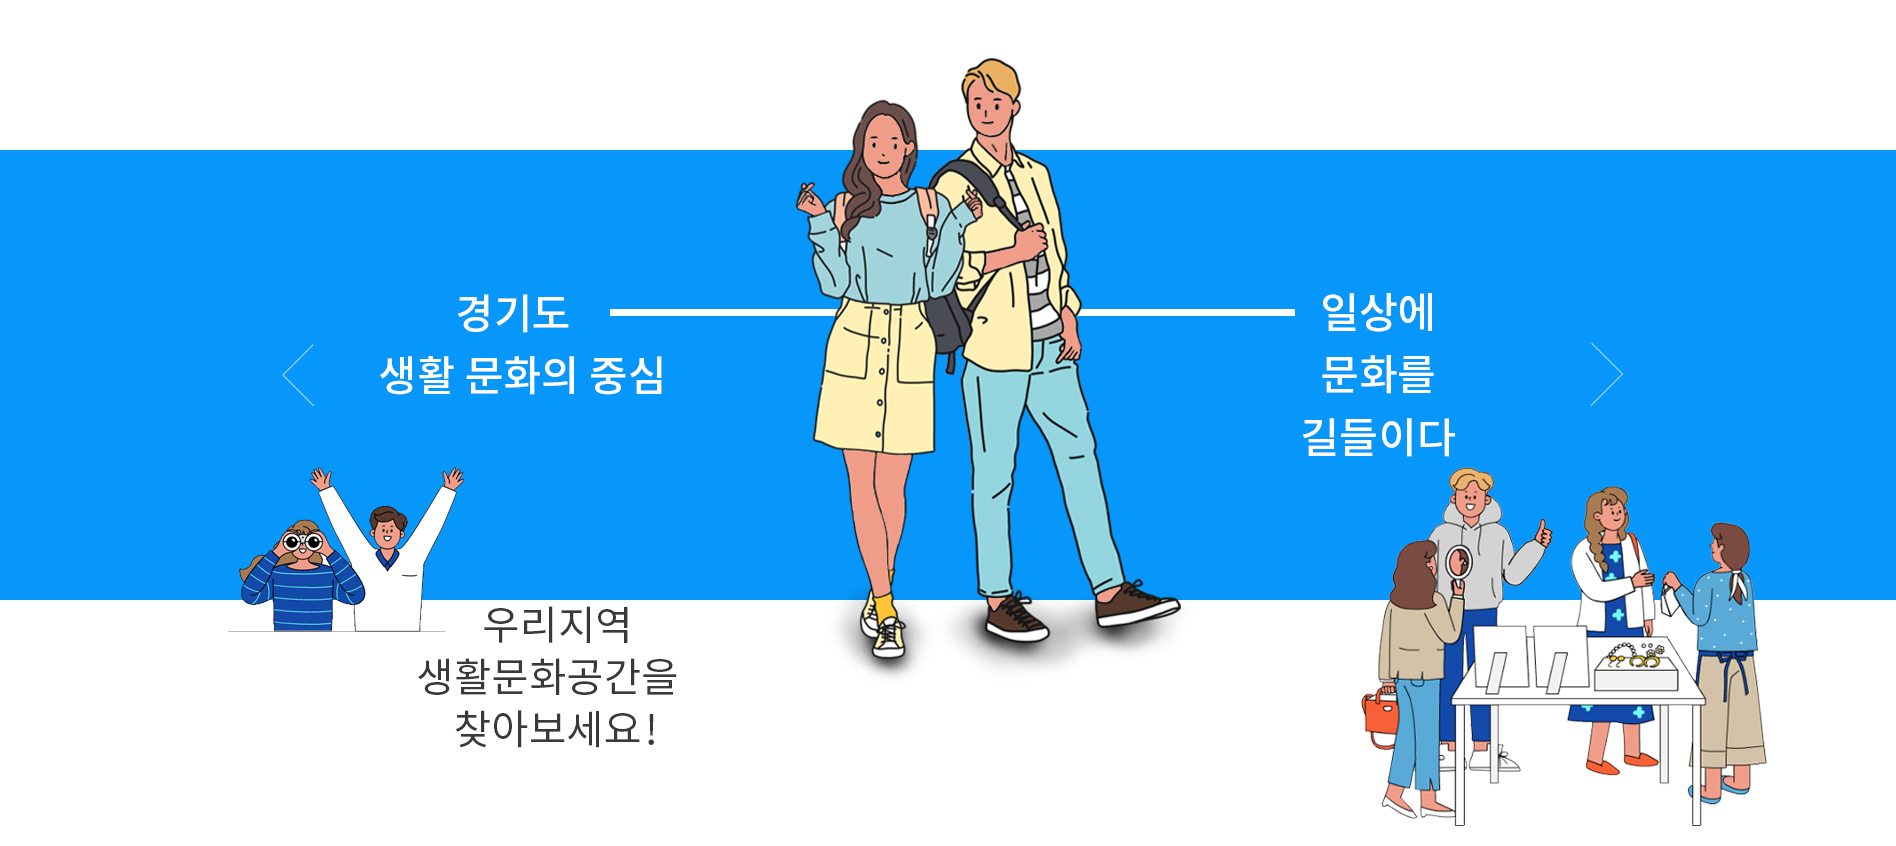 경기도
생활 문화의 중심
일상에
문화를
길들이다
우리지역
생활문화공간을
찾아보세요!